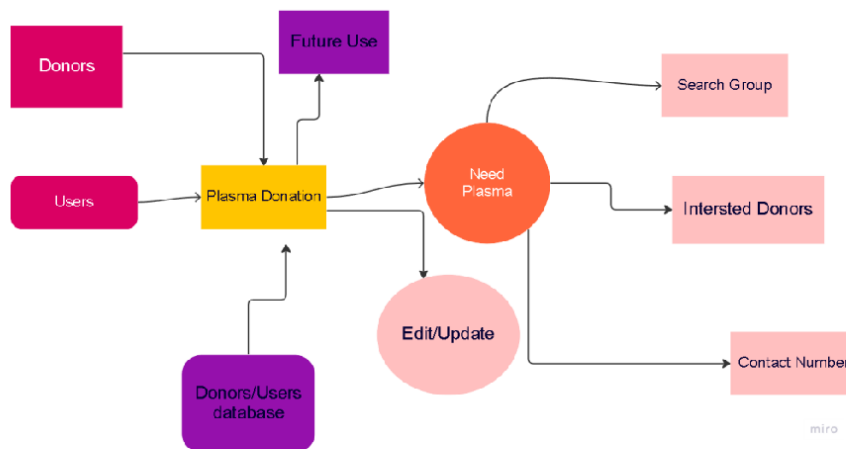 Future Use
Donors
Search Group
Need
Plasma
Users
Plasma Donation
Intersted Donors
Edit/Update
Contact Number
Donors/Users
database
miro